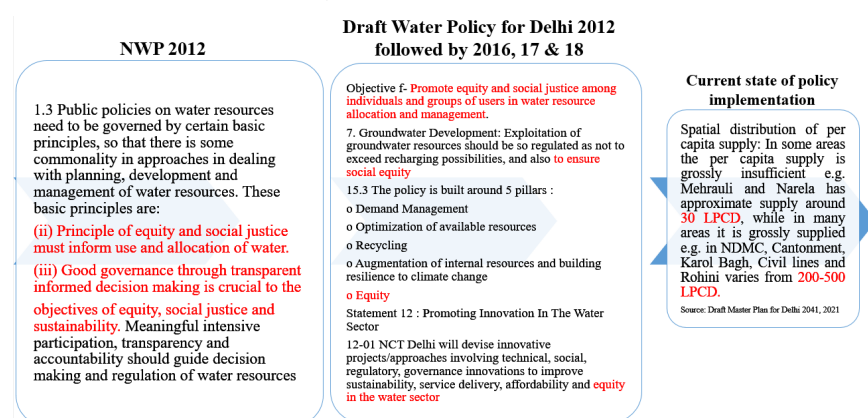 NWP 2012
1.3 Public policies on water resources
need to be governed by certain basic
principles, so that there is some
commonality in approaches in dealing
with planning, development and
management of water resources. These
basic principles are:
(ii) Principle of equity and social justice
must inform use and allocation of water.
(iii) Good governance through transparent
informed decision making is crucial to the
objectives of equity, social justice and
sustainability. Meaningful intensive
participation, transparency and
accountability should guide decision
making and regulation of water resources
Draft Water Policy for Delhi 2012
followed by 2016, 17 & 18
Objective f- Promote equity and social justice among
individuals and groups of users in water resource
allocation and management.
7. Groundwater Development: Exploitation of
groundwater resources should be so regulated as not to
exceed recharging possibilities, and also to ensure
social equity
15.3 The policy is built around 5 pillars :
o Demand Management
o Optimization of available resources
o Recycling
o Augmentation of internal resources and building
resilience to climate change
o Equity
Statement 12 : Promoting Innovation In The Water
Sector
12-01 NCT Delhi will devise innovative
projects/approaches involving technical, social,
regulatory, governance innovations to improve
sustainability, service delivery, affordability and equity
in the water sector
Current state of policy
implementation
Spatial distribution of per
capita supply: In some areas
the per capita supply is
grossly insufficient e.g.
Mehrauli and Narela has
approximate supply around
30 LPCD, while in many
areas it is grossly supplied
e.g. in NDMC, Cantonment,
Karol Bagh, Civil lines and
Rohini varies from 200-500
LPCD.
Source: Draft Master Plan for Delhi 2041, 2021